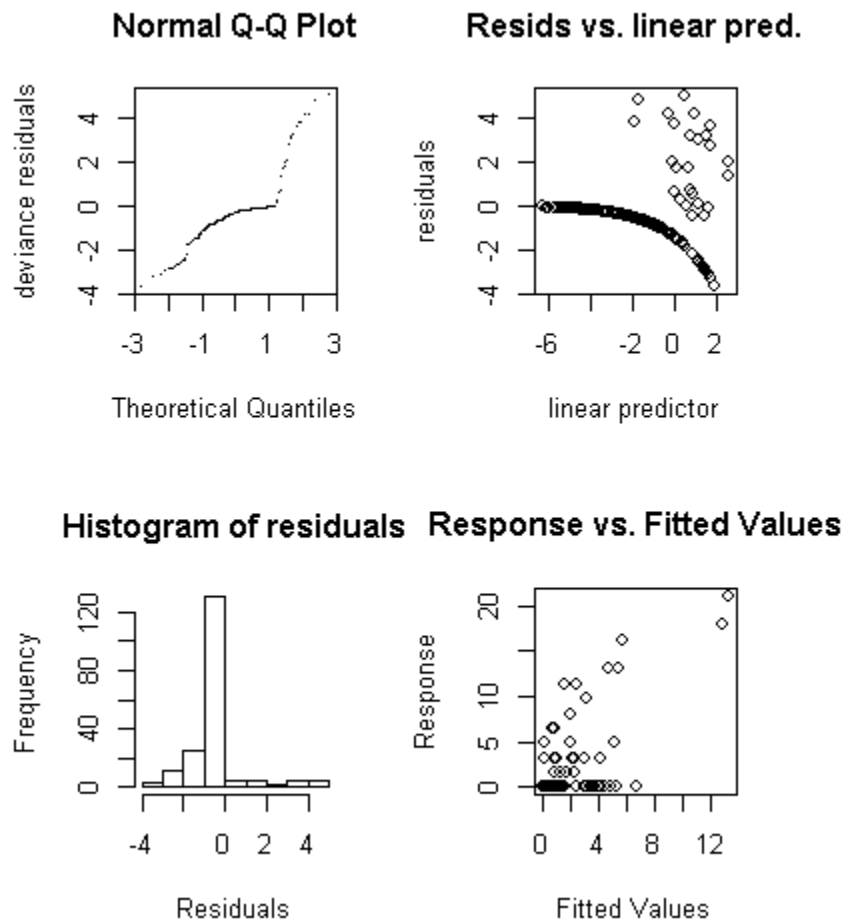 Normal Q-Q Plot
deviance residuals
4
2
0
-2
-4
-3
-1
1
3
Theoretical Quantiles
Resids vs. linear pred.
residuals
4
2
0
-2
-4
-6
-2
0
2
linear predictor
Histogram of residuals
Frequency
120
80
40
0
-4
0
2
4
Residuals
Response vs. Fitted Values
Response
20
10
5
0
0
4
8
12
Fitted Values